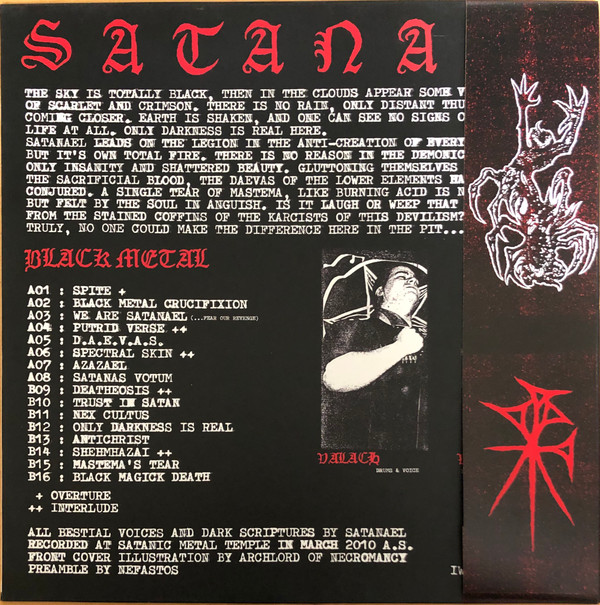 SATANA
THE SKY IS TOTALLY BLACK, THEN IN THE CLOUDS APPEAR SOME V
OF SCARLET AND CRIMSON. THERE IS NO RAIN, ONLY DISTANT THU
COMING CLOSER. EARTH IS SHAKEN, AND ONE CAN SEE NO SIGNS O
LIFE AT ALL. ONLY DARKNESS IS REAL HERE.
SATANAEL LEADS ON THE LEGION IN THE ANTI-CREATION OF EVERY
BUT IT'S OWN TOTAL FIRE. THERE IS NO REASON IN THE DEMONIC
ONLY INSANITY AND SHATTERED BEAUTY. GLUTTONING THEMSELVES
THE SACRIFICIAL BLOOD. THE DAEVAS OF THE LOWER ELEMENTS HA
CONJURED. A SINGLE TEAR OF MASTEMA, LIKE BURNING ACID IS N
BUT FELT BY THE SOUL IN ANGUISH. IS IT LAUGH OR WEEP THAT
FROM THE STAINED COFFINS OF THE KARCISTS OF THIS DEVILISM?
TRULY, NO ONE COULD MAKE THE DIFFERENCE HERE IN THE PIT...
BLACK METAL
A01 : SPITE +
A02 : BLACK METAL CRUCIFIXION
A03 : WE ARE SATANAEL (...FEAR OUR REVENGE)
A04 : PUTRID VERSE ++
A05 : D.A.E.V.A.S.
A06 : SPECTRAL SKIN ++
A07 : AZAZAEL
A08 : SATANAS VOTUM
B09 : DEATHEOSIS ++
B10 : TRUST IN SATAN
B11 : NEX CULTUS
B12 : ONLY DARKNESS IS REAL
B13 : ANTICHRIST
B14 : SHEHMHAZAI ++
B15 : MASTEMA'S TEAR
B16 : BLACK MAGICK DEATH
+ OVERTURE
++ INTERLUDE
VALACH
DRUMS & VOICE
ALL BESTIAL VOICES AND DARK SCRIPTURES BY SATANAEL
RECORDED AT SATANIC METAL TEMPLE IN MARCH 2010 A.S.
FRONT COVER ILLUSTRATION BY ARCHLORD OF NECROMANCY
PREAMBLE BY NEFASTOS
IW